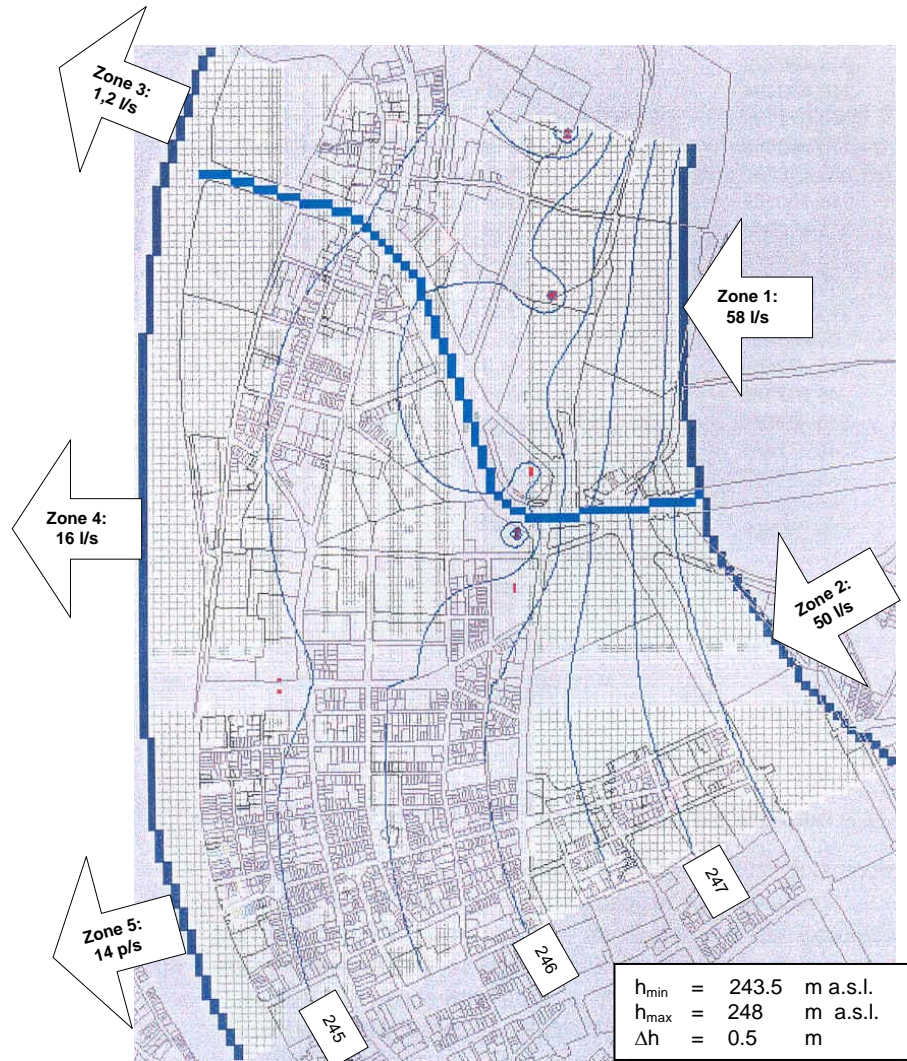 Zone 3:
1,2 l/s
Zone 1:
58 l/s
Zone 4:
16 l/s
Zone 2:
50 l/s
Zone 5:
14 p/s
247
246
245
hmin = 243.5 m a.s.l.
hmax = 248 m a.s.l.
Δh = 0.5 m